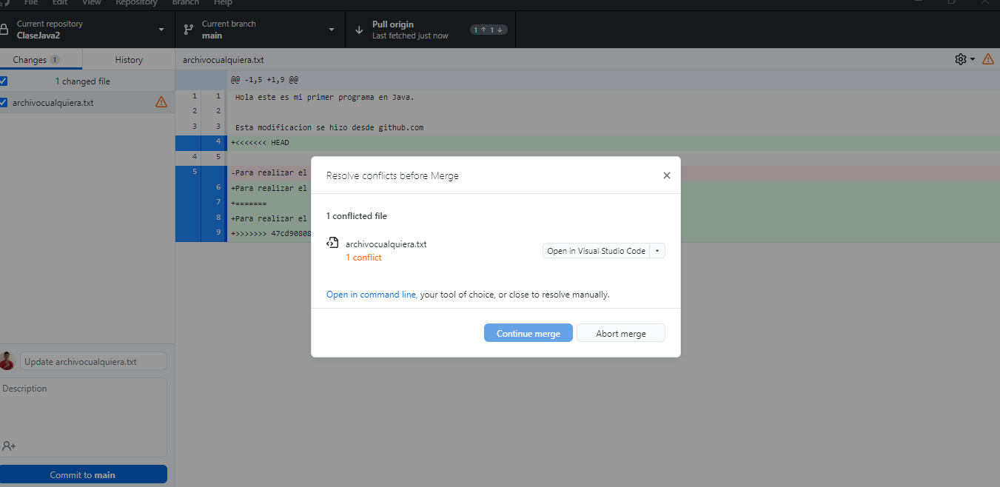 File Edit View Repository Branch Help
Current repository
ClaseJava2
Current branch
main
Pull origin
Last fetched just now
1 ↑ 1 ↓
Changes 1
History
archivocualquiera.txt
1 changed file
archivocualquiera.txt
@@ -1,5 +1,9 @@
1 1 Hola este es mi primer programa en Java.
2 2
3 3 Esta modificacion se hizo desde github.com
4 +<<<<<<< HEAD
4 5
5 -Para realizar el
6 +Para realizar el
7 +=======
8 +Para realizar el
9 +>>>>>>> 47cd90808
Resolve conflicts before Merge
1 conflicted file
archivocualquiera.txt
1 conflict
Open in Visual Studio Code
Open in command line, your tool of choice, or close to resolve manually.
Continue merge
Abort merge
Update archivocualquiera.txt
Description
Commit to main